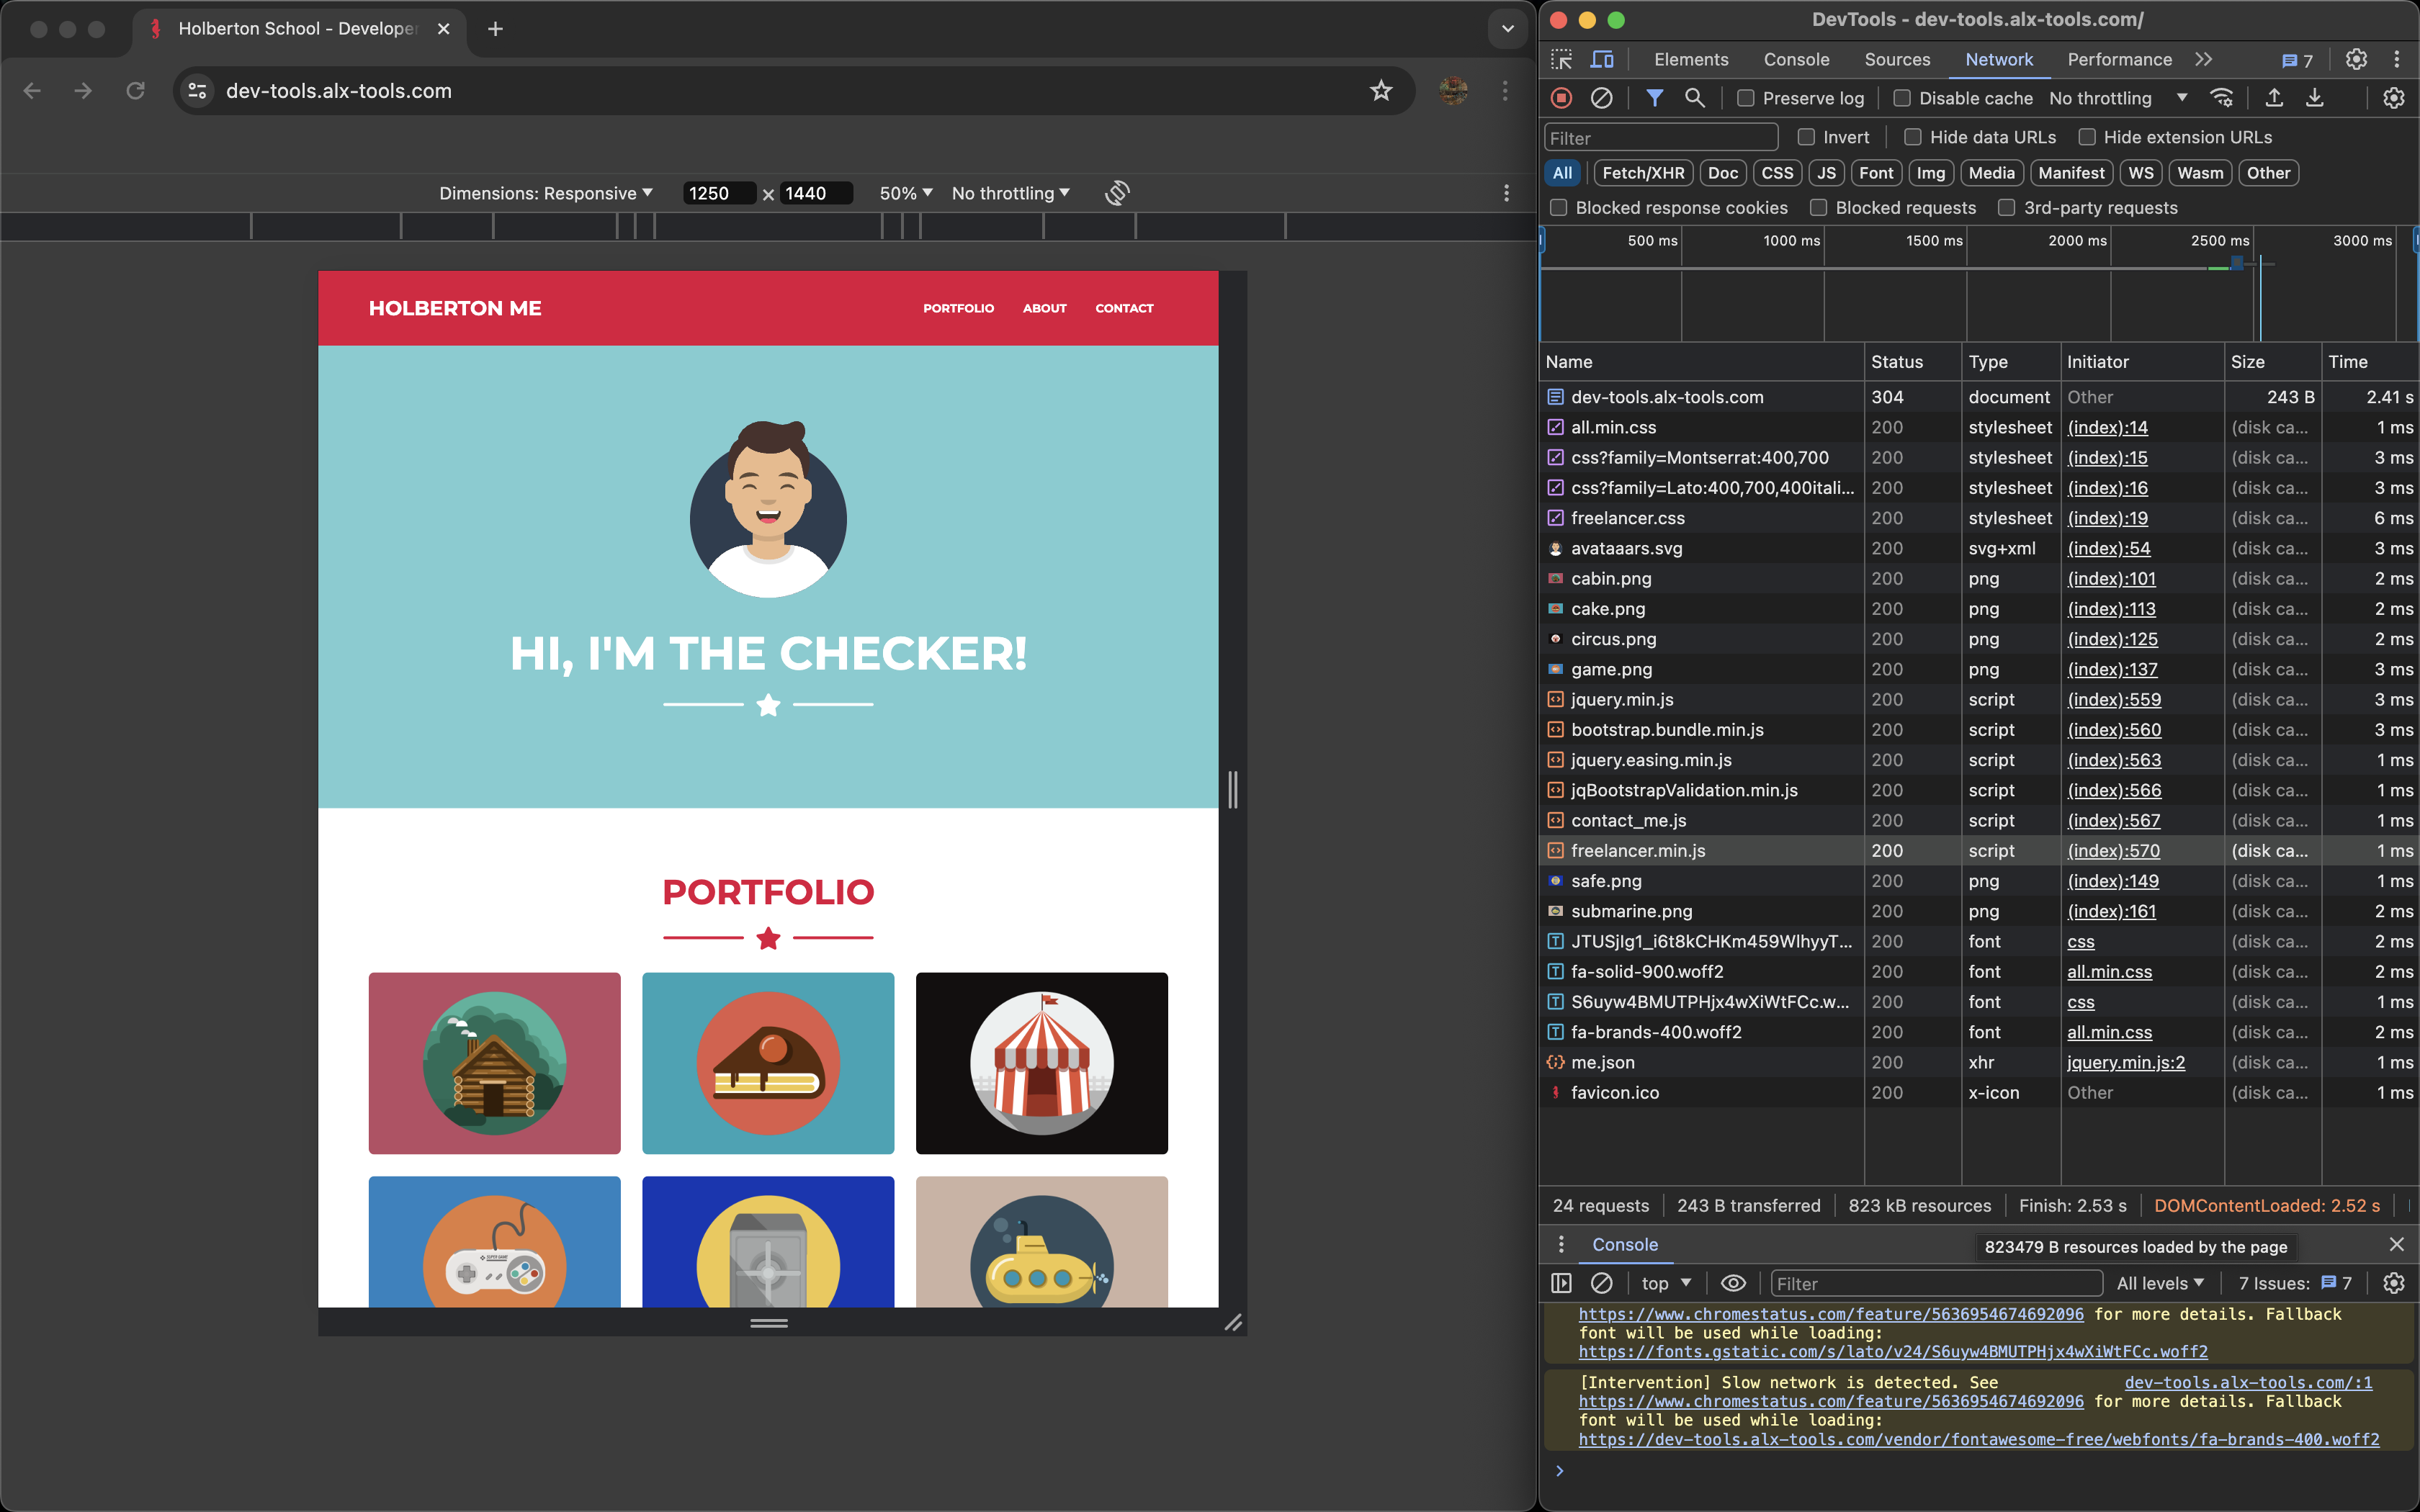 Holberton School - Developer
dev-tools.alx-tools.com
Dimensions: Responsive 1250 × 1440 50% No throttling
HOLBERTON ME
PORTFOLIO ABOUT CONTACT
HI, I'M THE CHECKER!
PORTFOLIO
SUPER GAME
DevTools - dev-tools.alx-tools.com/
Elements Console Sources Network Performance 7
Preserve log Disable cache No throttling
Filter Invert Hide data URLs Hide extension URLs
All Fetch/XHR Doc CSS JS Font Img Media Manifest WS Wasm Other
Blocked response cookies Blocked requests 3rd-party requests
500 ms 1000 ms 1500 ms 2000 ms 2500 ms 3000 ms
Name Status Type Initiator Size Time
dev-tools.alx-tools.com 304 document Other 243 B 2.41 s
all.min.css 200 stylesheet (index):14 (disk ca... 1 ms
css?family=Montserrat:400,700 200 stylesheet (index):15 (disk ca... 3 ms
css?family=Lato:400,700,400itali... 200 stylesheet (index):16 (disk ca... 3 ms
freelancer.css 200 stylesheet (index):19 (disk ca... 6 ms
avataaars.svg 200 svg+xml (index):54 (disk ca... 3 ms
cabin.png 200 png (index):101 (disk ca... 2 ms
cake.png 200 png (index):113 (disk ca... 2 ms
circus.png 200 png (index):125 (disk ca... 2 ms
game.png 200 png (index):137 (disk ca... 3 ms
jquery.min.js 200 script (index):559 (disk ca... 3 ms
bootstrap.bundle.min.js 200 script (index):560 (disk ca... 3 ms
jquery.easing.min.js 200 script (index):563 (disk ca... 1 ms
jqBootstrapValidation.min.js 200 script (index):566 (disk ca... 1 ms
contact_me.js 200 script (index):567 (disk ca... 1 ms
freelancer.min.js 200 script (index):570 (disk ca... 1 ms
safe.png 200 png (index):149 (disk ca... 1 ms
submarine.png 200 png (index):161 (disk ca... 2 ms
JTUSjIg1_i6t8kCHKm459WlhyyT... 200 font css (disk ca... 2 ms
fa-solid-900.woff2 200 font all.min.css (disk ca... 2 ms
S6uyw4BMUTPHjx4wXiWtFCc.w... 200 font css (disk ca... 1 ms
fa-brands-400.woff2 200 font all.min.css (disk ca... 2 ms
me.json 200 xhr jquery.min.js:2 (disk ca... 1 ms
favicon.ico 200 x-icon Other (disk ca... 1 ms
24 requests 243 B transferred 823 kB resources Finish: 2.53 s DOMContentLoaded: 2.52 s
Console
823479 B resources loaded by the page
top Filter All levels 7 Issues: 7
https://www.chromestatus.com/feature/5636954674692096 for more details. Fallback
font will be used while loading:
https://fonts.gstatic.com/s/lato/v24/S6uyw4BMUTPHjx4wXiWtFCc.woff2
[Intervention] Slow network is detected. See dev-tools.alx-tools.com/:1
https://www.chromestatus.com/feature/5636954674692096 for more details. Fallback
font will be used while loading:
https://dev-tools.alx-tools.com/vendor/fontawesome-free/webfonts/fa-brands-400.woff2